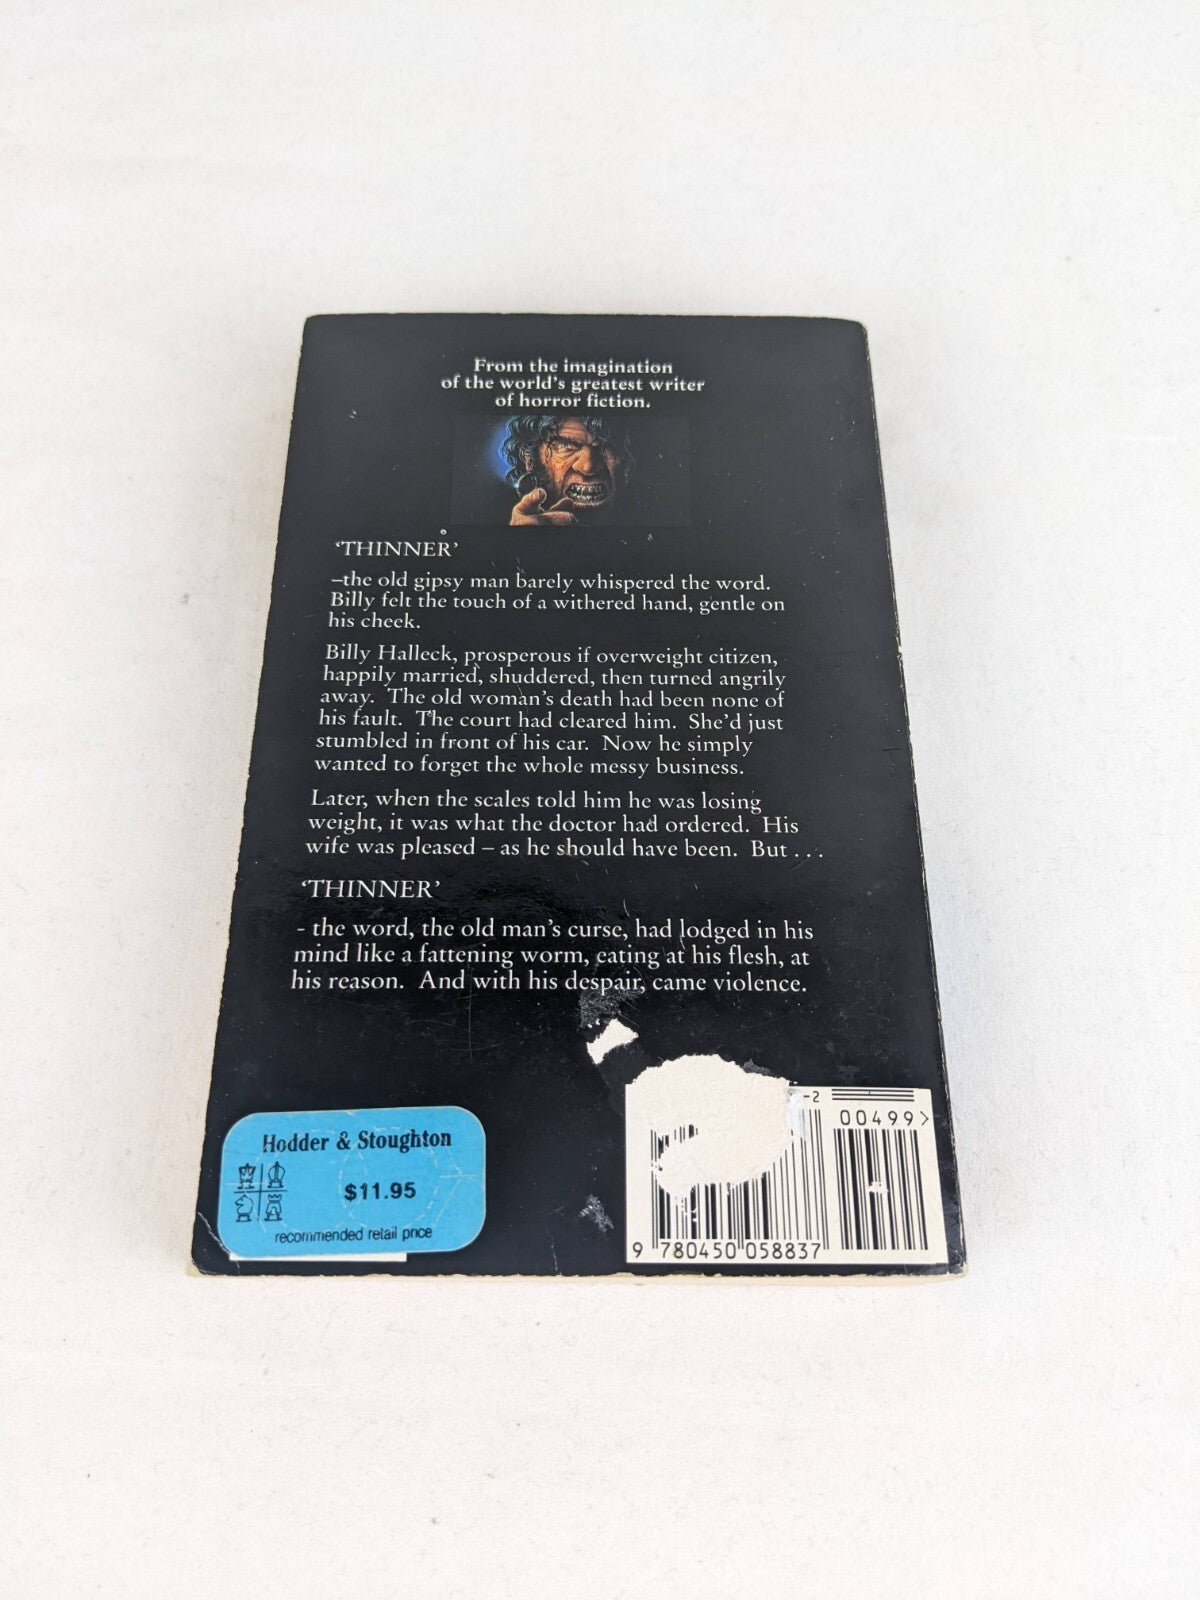 From the imagination
of the world's greatest writer
of horror fiction.
‘THINNER’
–the old gipsy man barely whispered the word.
Billy felt the touch of a withered hand, gentle on
his cheek.
Billy Halleck, prosperous if overweight citizen,
happily married, shuddered, then turned angrily
away. The old woman's death had been none of
his fault. The court had cleared him. She'd just
stumbled in front of his car. Now he simply
wanted to forget the whole messy business.
Later, when the scales told him he was losing
weight, it was what the doctor had ordered. His
wife was pleased – as he should have been. But . . .
‘THINNER’
- the word, the old man's curse, had lodged in his
mind like a fattening worm, eating at his flesh, at
his reason. And with his despair, came violence.
Hodder & Stoughton
$11.95
recommended retail price
-2
00499>
9 780450 058837